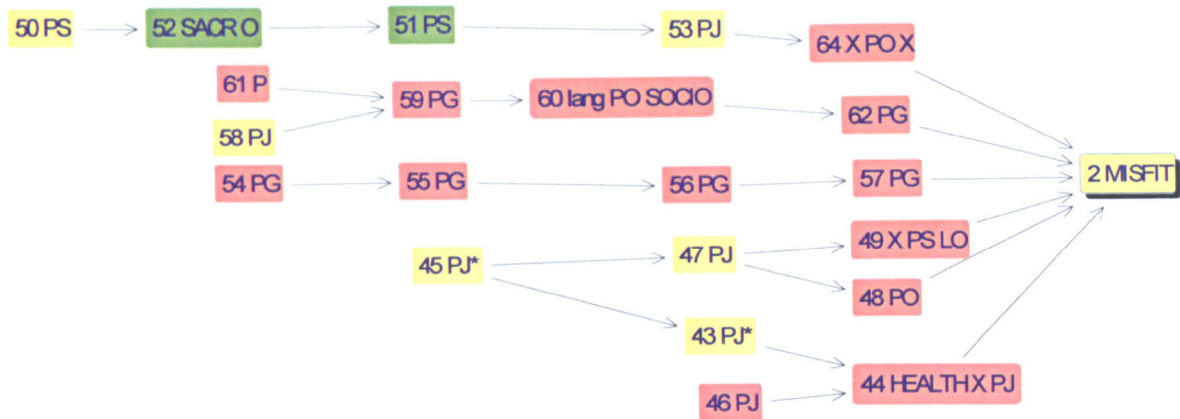 50 PS
52 SACRO
51 PS
53 PJ
64 X PO X
61 P
59 PG
60 lang PO SOCIO
62 PG
58 PJ
54 PG
55 PG
56 PG
57 PG
2 MISFIT
45 PJ*
47 PJ
49 X PS LO
48 PO
43 PJ*
44 HEALTH X PJ
46 PJ